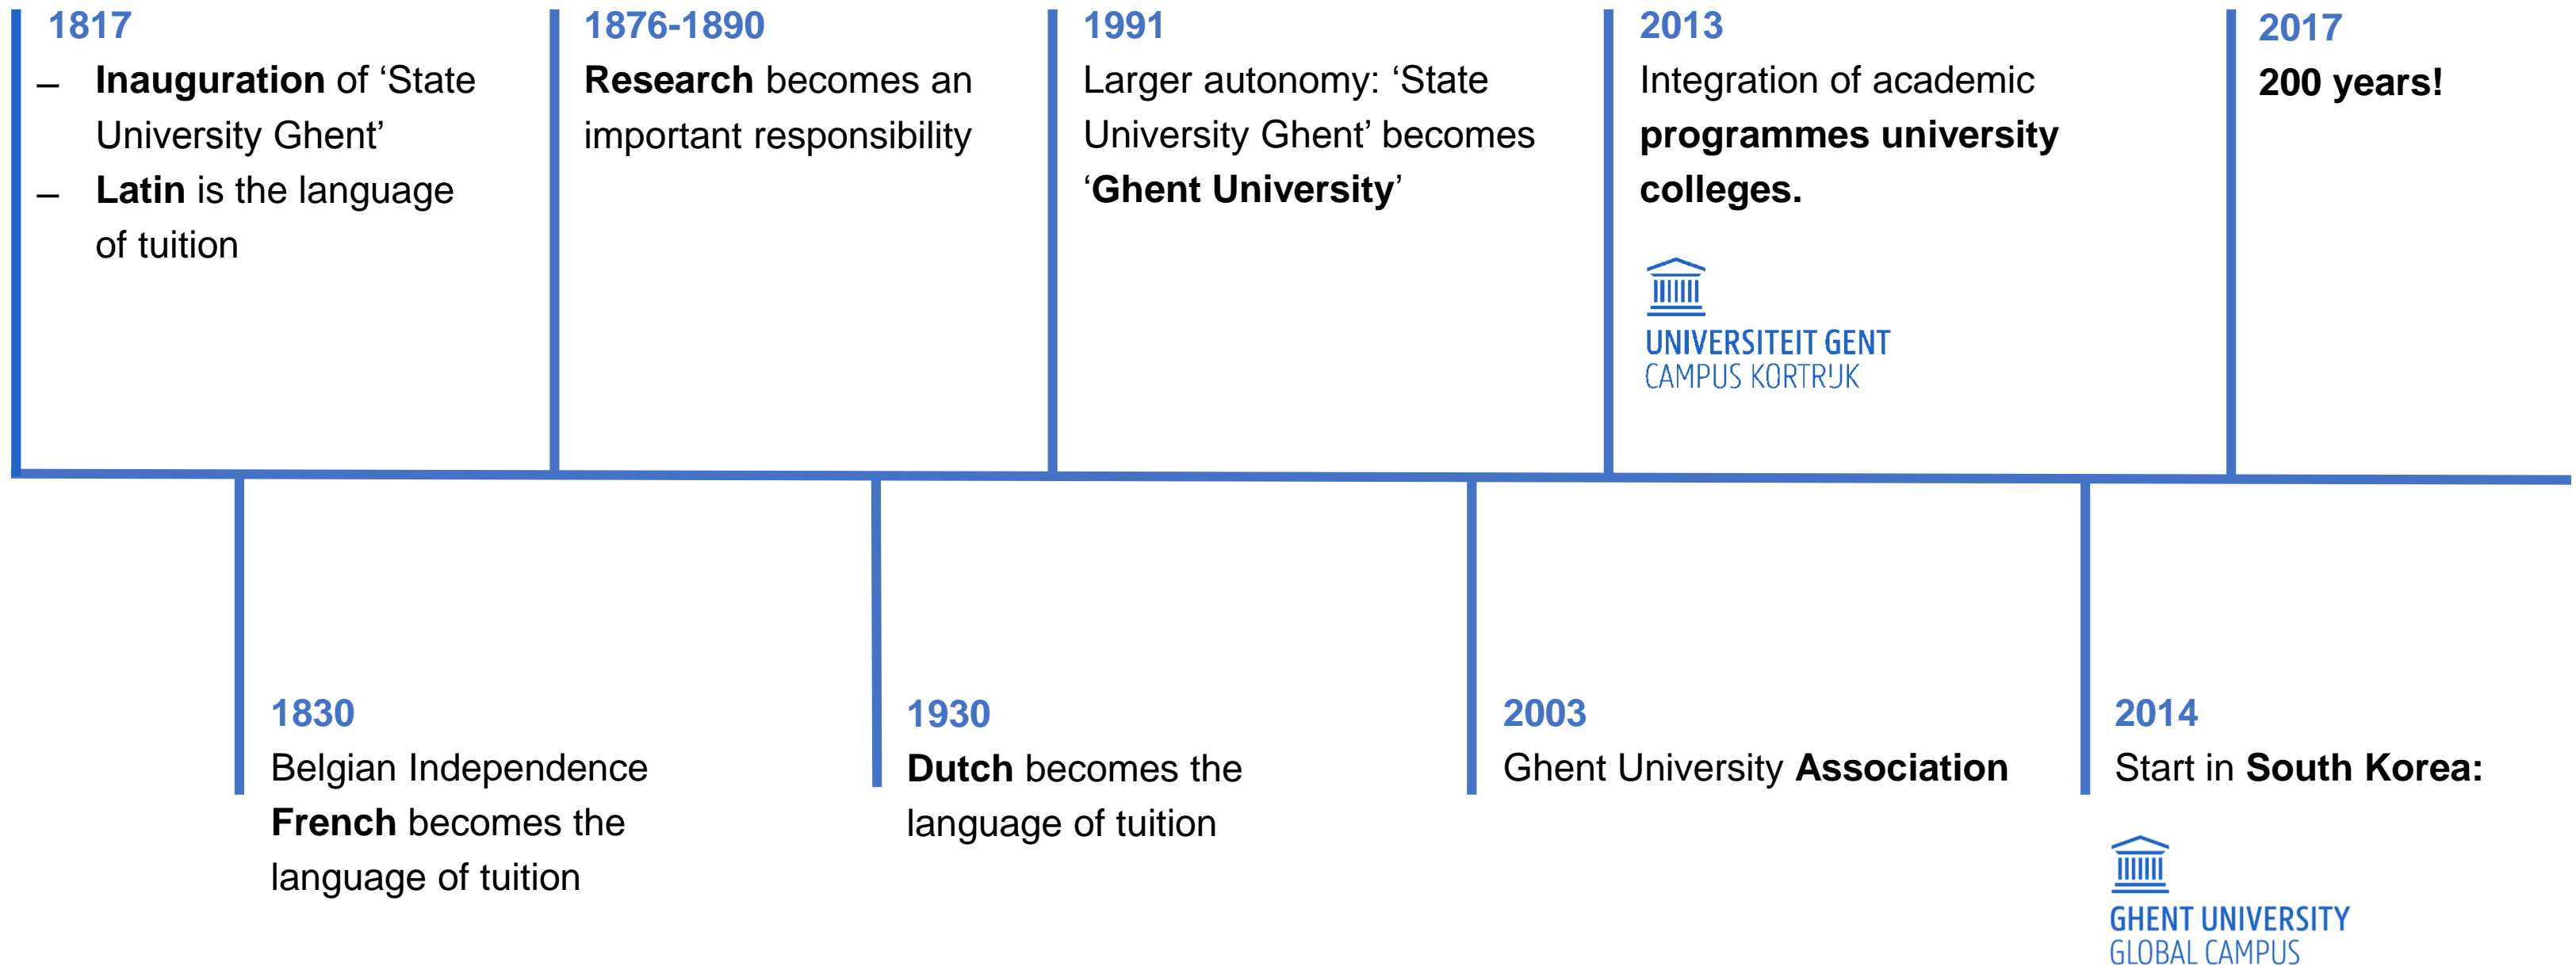 1817
– Inauguration of ‘State
University Ghent’
– Latin is the language
of tuition
1876-1890
Research becomes an
important responsibility
1991
Larger autonomy: ‘State
University Ghent’ becomes
‘Ghent University’
2013
Integration of academic
programmes university
colleges.
UNIVERSITEIT GENT
CAMPUS KORTRIJK
2017
200 years!
1830
Belgian Independence
French becomes the
language of tuition
1930
Dutch becomes the
language of tuition
2003
Ghent University Association
2014
Start in South Korea:
GHENT UNIVERSITY
GLOBAL CAMPUS